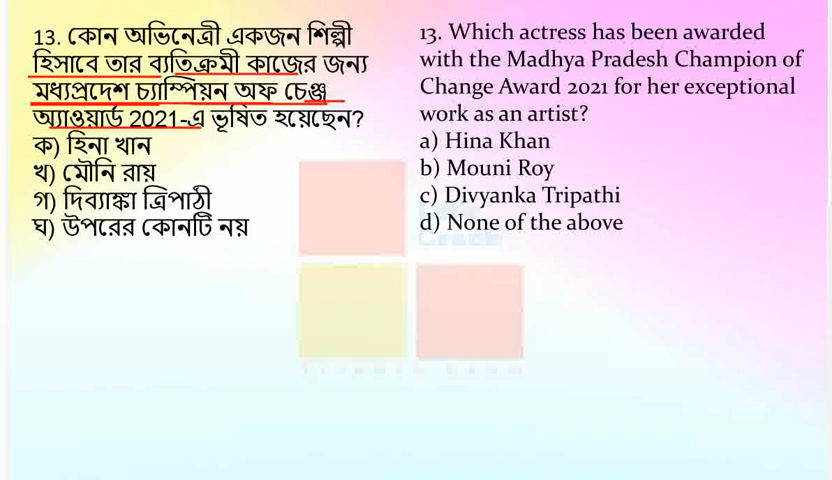 13. কোন অভিনেত্রী একজন শিল্পী
হিসাবে তার ব্যতিক্রমী কাজের জন্য
মধ্যপ্রদেশ চ্যাম্পিয়ন অফ চেঞ্জ
অ্যাওয়ার্ড 2021-এ ভূষিত হয়েছেন?
ক) হিনা খান
খ) মৌনি রায়
গ) দিব্যাঙ্কা ত্রিপাঠী
ঘ) উপরের কোনটি নয়
13. Which actress has been awarded
with the Madhya Pradesh Champion of
Change Award 2021 for her exceptional
work as an artist?
a) Hina Khan
b) Mouni Roy
c) Divyanka Tripathi
d) None of the above
Crack